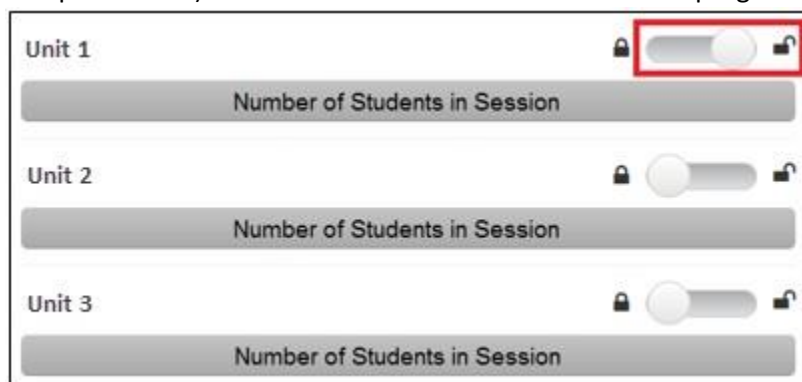 Unit 1
Number of Students in Session
Unit 2
Number of Students in Session
Unit 3
Number of Students in Session